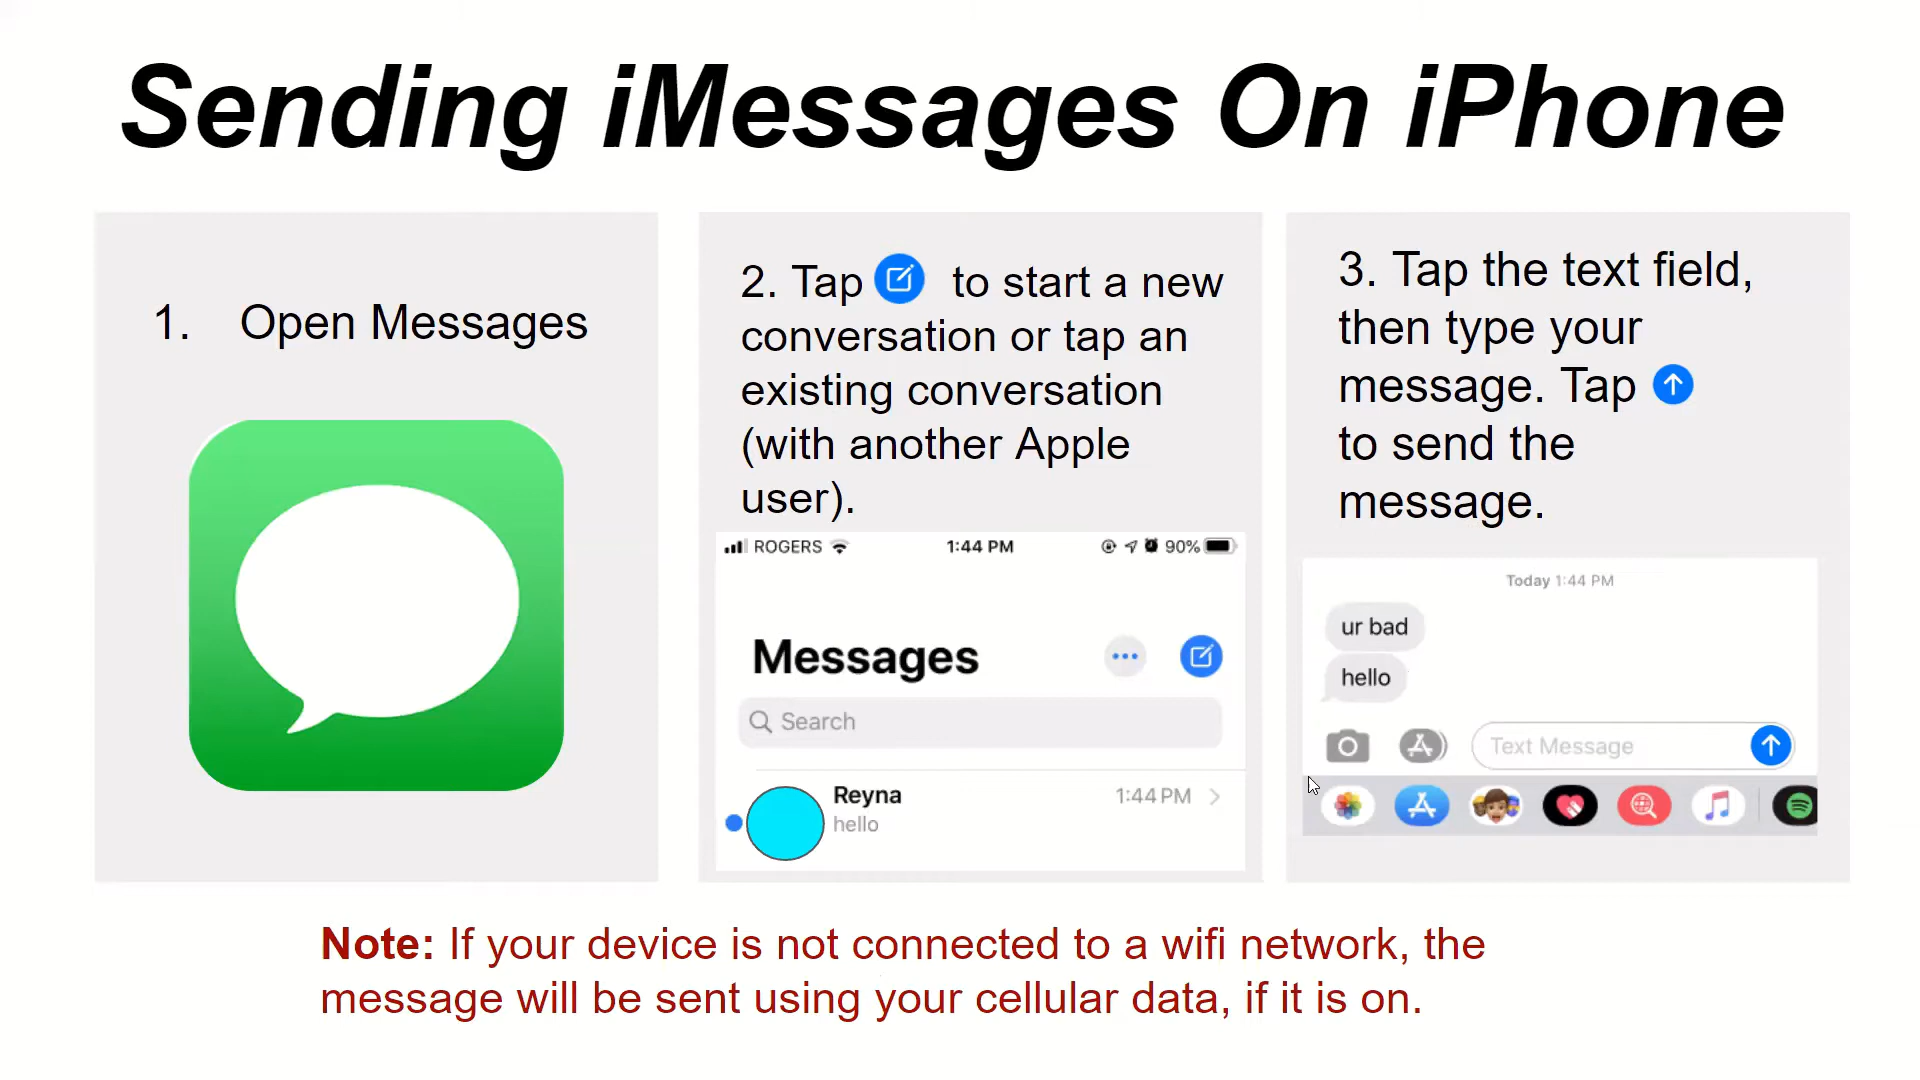 Sending iMessages On iPhone
1. Open Messages
2. Tap to start a new
conversation or tap an
existing conversation
(with another Apple
user).
ROGERS 1:44 PM 90%
Messages
Search
Reyna 1:44 PM
hello
3. Tap the text field,
then type your
message. Tap
to send the
message.
Today 1:44 PM
ur bad
hello
Text Message
Note: If your device is not connected to a wifi network, the
message will be sent using your cellular data, if it is on.